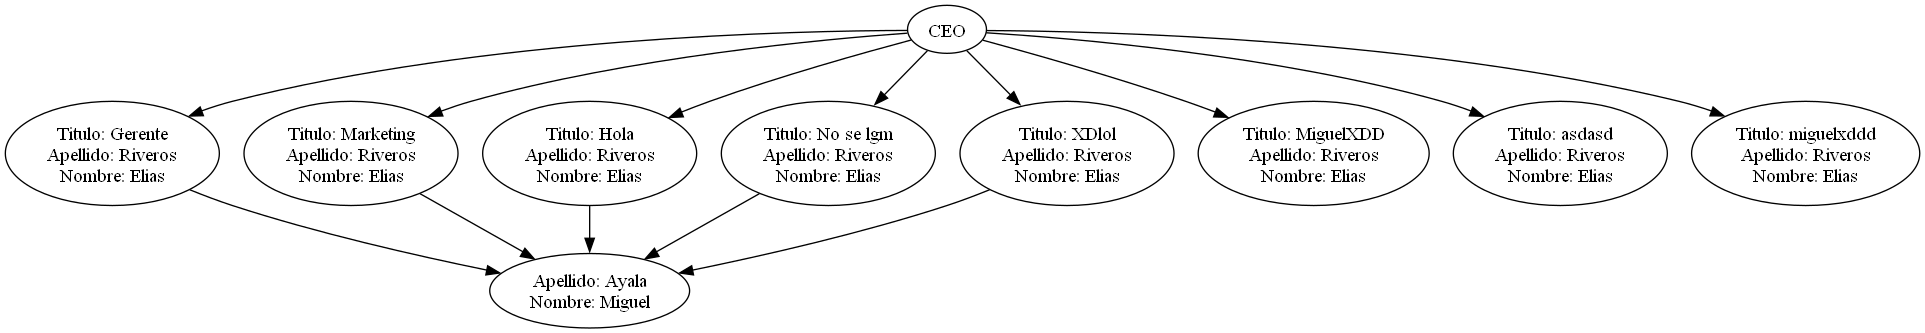 CEO
Titulo: Gerente
Apellido: Riveros
Nombre: Elias
Titulo: Marketing
Apellido: Riveros
Nombre: Elias
Titulo: Hola
Apellido: Riveros
Nombre: Elias
Titulo: No se lgm
Apellido: Riveros
Nombre: Elias
Titulo: XDlol
Apellido: Riveros
Nombre: Elias
Titulo: MiguelXDD
Apellido: Riveros
Nombre: Elias
Titulo: asdasd
Apellido: Riveros
Nombre: Elias
Titulo: miguelxddd
Apellido: Riveros
Nombre: Elias
Apellido: Ayala
Nombre: Miguel